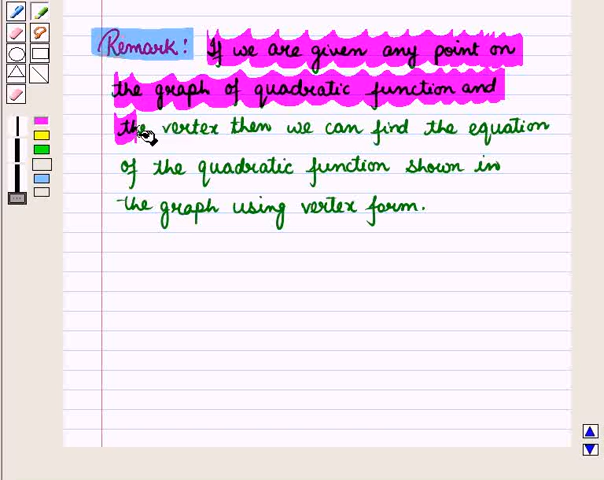 Remark: If we are given any point on
the graph of quadratic function and
the vertex then we can find the equation
of the quadratic function shown in
the graph using vertex form.